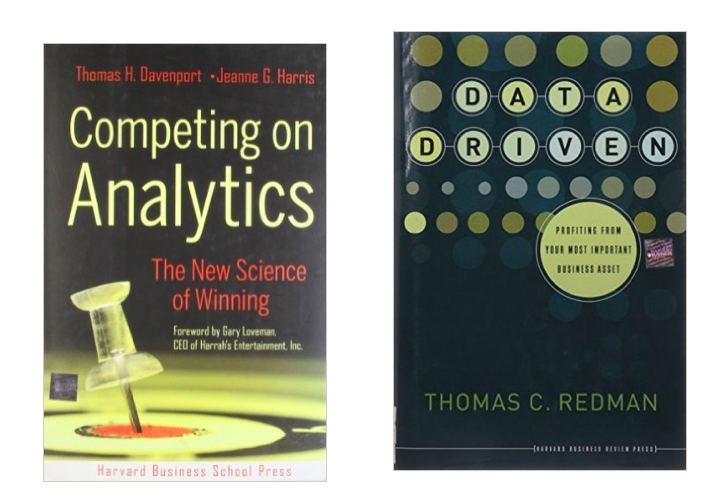 Thomas H. Davenport • Jeanne G. Harris
Competing on
Analytics
The New Science
of Winning
Foreword by Gary Loveman,
CEO of Harrah's Entertainment, Inc.
Harvard Business School Press
DATA
DRIVEN
PROFITING FROM
YOUR MOST IMPORTANT
BUSINESS ASSET
THOMAS C. REDMAN
[HARVARD BUSINESS REVIEW PRESS]